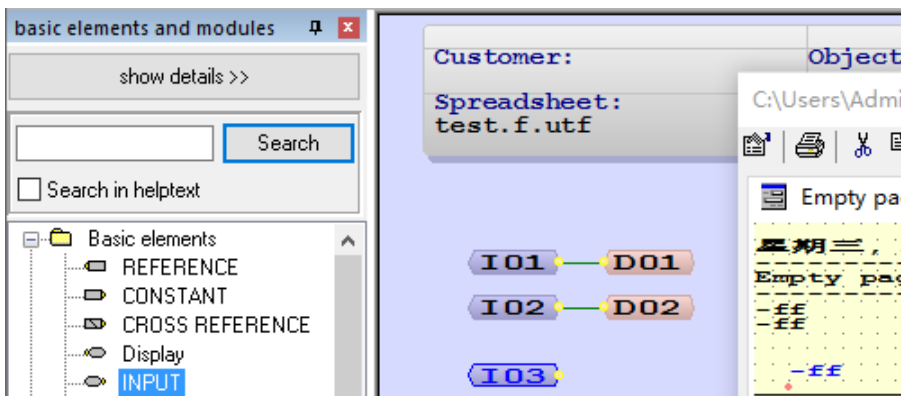 basic elements and modules
show details >>
Search
Search in helptext
Basic elements
REFERENCE
CONSTANT
CROSS REFERENCE
Display
INPUT
Customer:
Object
Spreadsheet:
test.f.utf
I01
D01
I02
D02
I03
C:\Users\Admi
Empty pa
星期三,
Empty pag
-ff
-ff
-ff